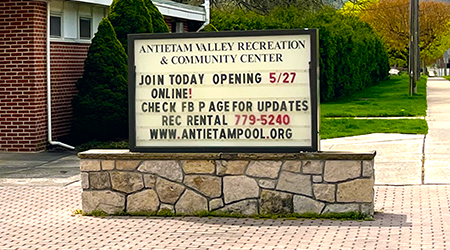 ANTIETAM VALLEY RECREATION
& COMMUNITY CENTER
JOIN TODAY OPENING 5/27
ONLINE!
CHECK FB PAGE FOR UPDATES
REC RENTAL 779-5240
WWW.ANTIETAMPOOL.ORG